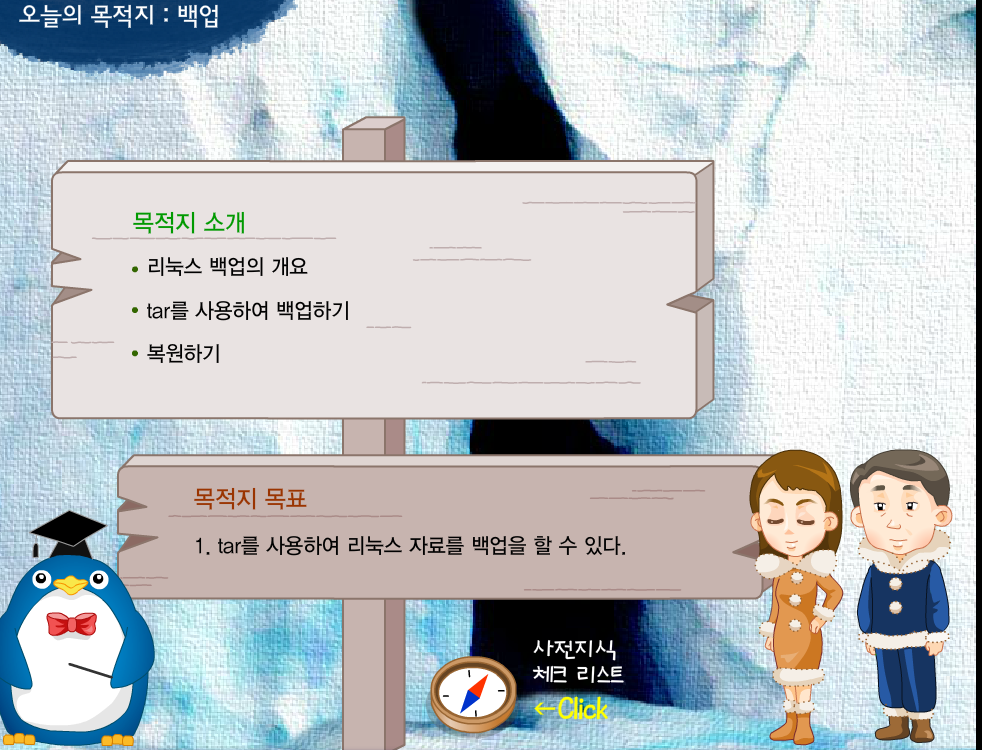 오늘의 목적지 : 백업
목적지 소개
• 리눅스 백업의 개요
• tar를 사용하여 백업하기
• 복원하기
목적지 목표
1. tar를 사용하여 리눅스 자료를 백업을 할 수 있다.
사전지식
체크 리스트
←Click